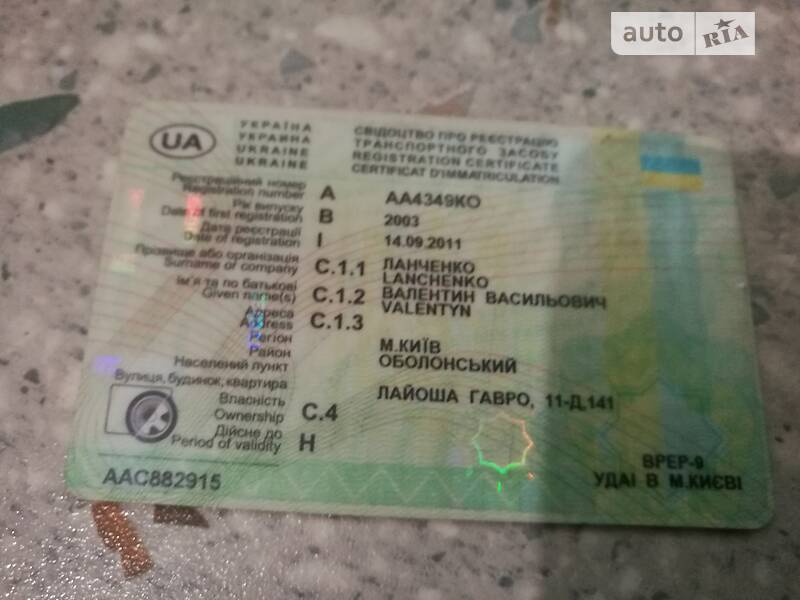 auto RIA
UA
УКРАЇНА
УКРАИНА
UKRAINE
UKRAINE
СВІДОЦТВО ПРО РЕЄСТРАЦІЮ
ТРАНСПОРТНОГО ЗАСОБУ
REGISTRATION CERTIFICATE
CERTIFICAT D'IMMATRICULATION
Реєстраційний номер
Registration number A AA4349KO
Рік випуску
Date of first registration B 2003
Дата реєстрації
Date of registration I 14.09.2011
Прізвище або організація
Surname or company C.1.1 ЛАНЧЕНКО
LANCHENKO
Ім'я та по батькові
Given name(s) C.1.2 ВАЛЕНТИН ВАСИЛЬОВИЧ
VALENTYN
Адреса
Address C.1.3
Регіон М.КИЇВ
Район ОБОЛОНСЬКИЙ
Населений пункт
Вулиця, будинок, квартира ЛАЙОША ГАВРО, 11-Д,141
Власність
Ownership C.4
Дійсне до
Period of validity H
ВРЕР-9
AAC882915
УДАІ В М.КИЄВІ